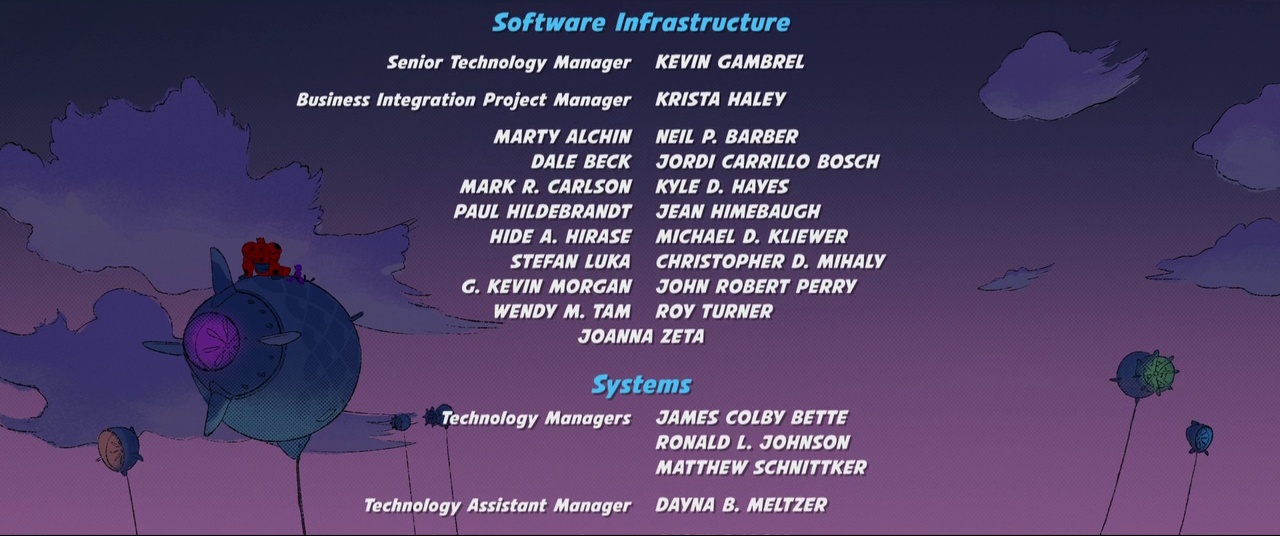 Software Infrastructure
Senior Technology Manager KEVIN GAMBREL
Business Integration Project Manager KRISTA HALEY
MARTY ALCHIN NEIL P. BARBER
DALE BECK JORDI CARRILLO BOSCH
MARK R. CARLSON KYLE D. HAYES
PAUL HILDEBRANDT JEAN HIMEBAUGH
HIDE A. HIRASE MICHAEL D. KLIEWER
STEFAN LUKA CHRISTOPHER D. MIHALY
G. KEVIN MORGAN JOHN ROBERT PERRY
WENDY M. TAM ROY TURNER
JOANNA ZETA
Systems
Technology Managers JAMES COLBY BETTE
RONALD L. JOHNSON
MATTHEW SCHNITTKER
Technology Assistant Manager DAYNA B. MELTZER